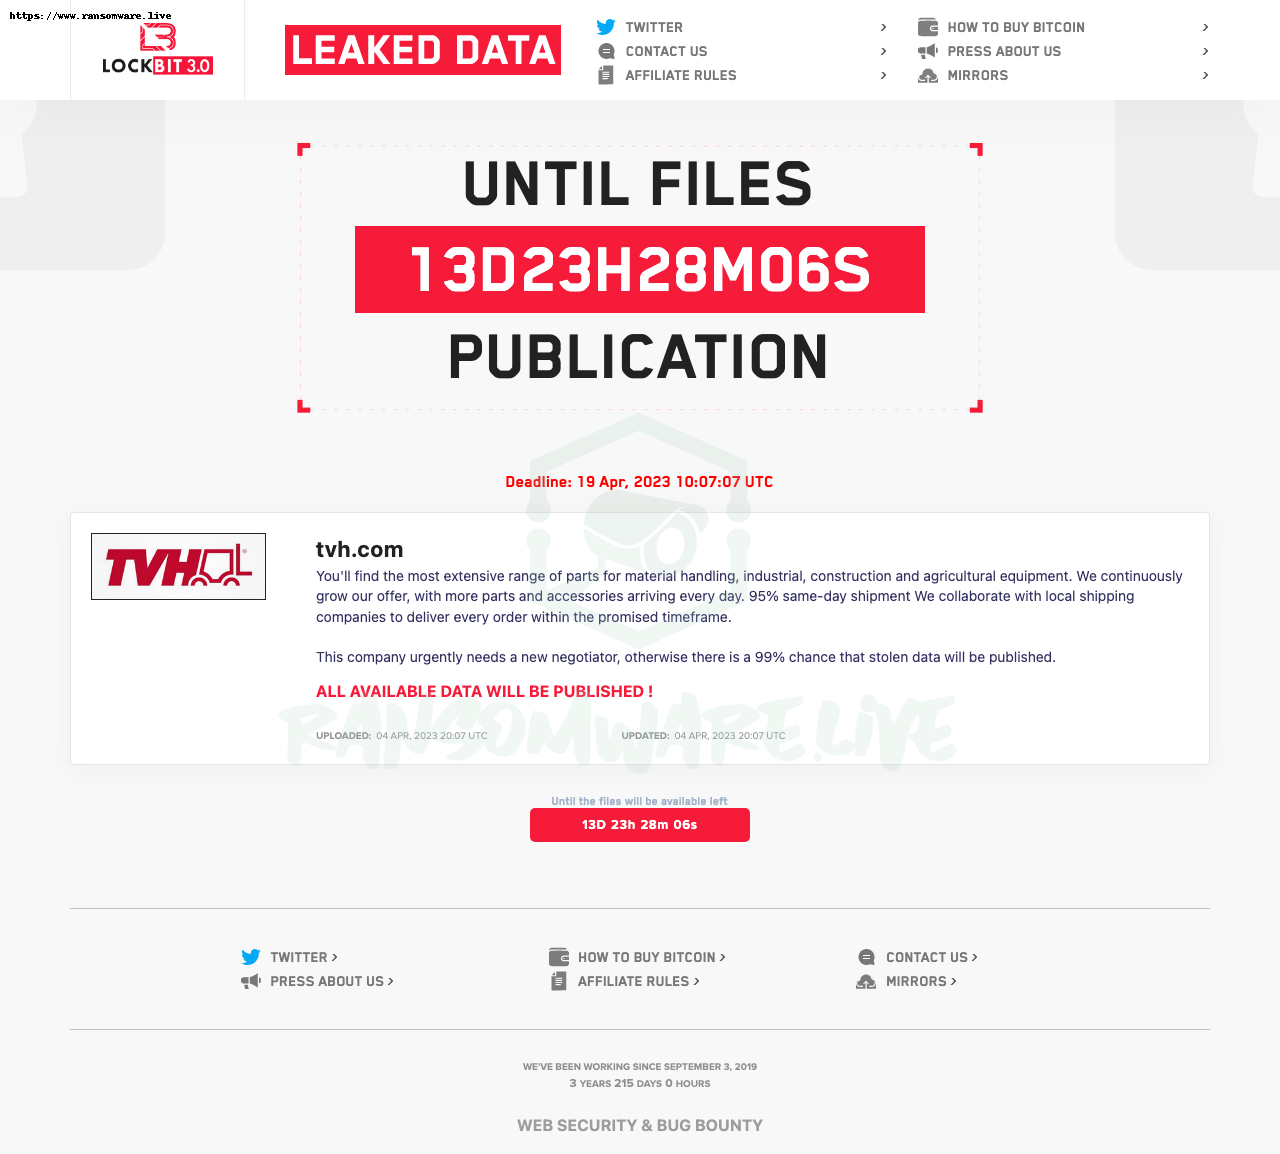 https://www.ransomware.live
LOCKBIT 3.0
LEAKED DATA
TWITTER >
CONTACT US >
AFFILIATE RULES >
HOW TO BUY BITCOIN >
PRESS ABOUT US >
MIRRORS >
UNTIL FILES
13D23H28M06S
PUBLICATION
Deadline: 19 Apr, 2023 10:07:07 UTC
TVH ®
tvh.com
You'll find the most extensive range of parts for material handling, industrial, construction and agricultural equipment. We continuously
grow our offer, with more parts and accessories arriving every day. 95% same-day shipment We collaborate with local shipping
companies to deliver every order within the promised timeframe.
This company urgently needs a new negotiator, otherwise there is a 99% chance that stolen data will be published.
ALL AVAILABLE DATA WILL BE PUBLISHED !
RANSOMWARE.LIVE
UPLOADED: 04 APR, 2023 20:07 UTC
UPDATED: 04 APR, 2023 20:07 UTC
Until the files will be available left
13D 23h 28m 06s
TWITTER >
HOW TO BUY BITCOIN >
CONTACT US >
PRESS ABOUT US >
AFFILIATE RULES >
MIRRORS >
WE'VE BEEN WORKING SINCE SEPTEMBER 3, 2019
3 YEARS 215 DAYS 0 HOURS
WEB SECURITY & BUG BOUNTY